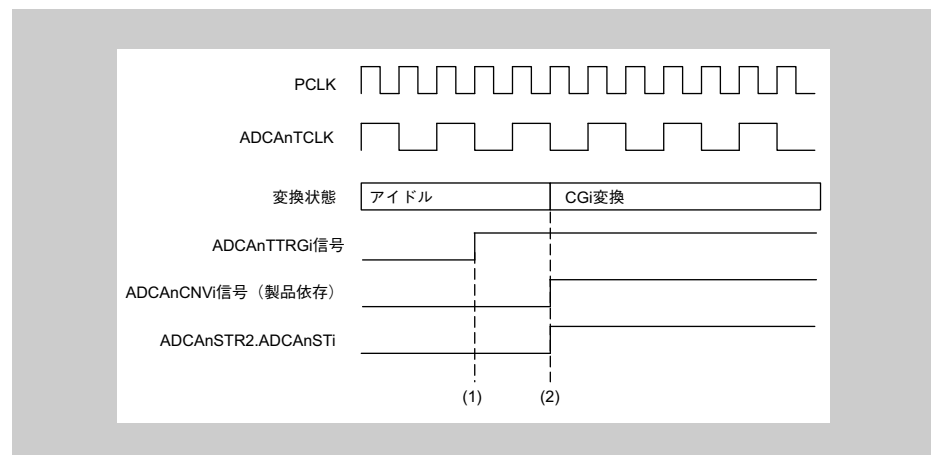 PCLK
ADCAnTCLK
変換状態 アイドル CGi変換
ADCAnTTRGi信号
ADCAnCNVi信号（製品依存）
ADCAnSTR2.ADCAnSTi
(1) (2)